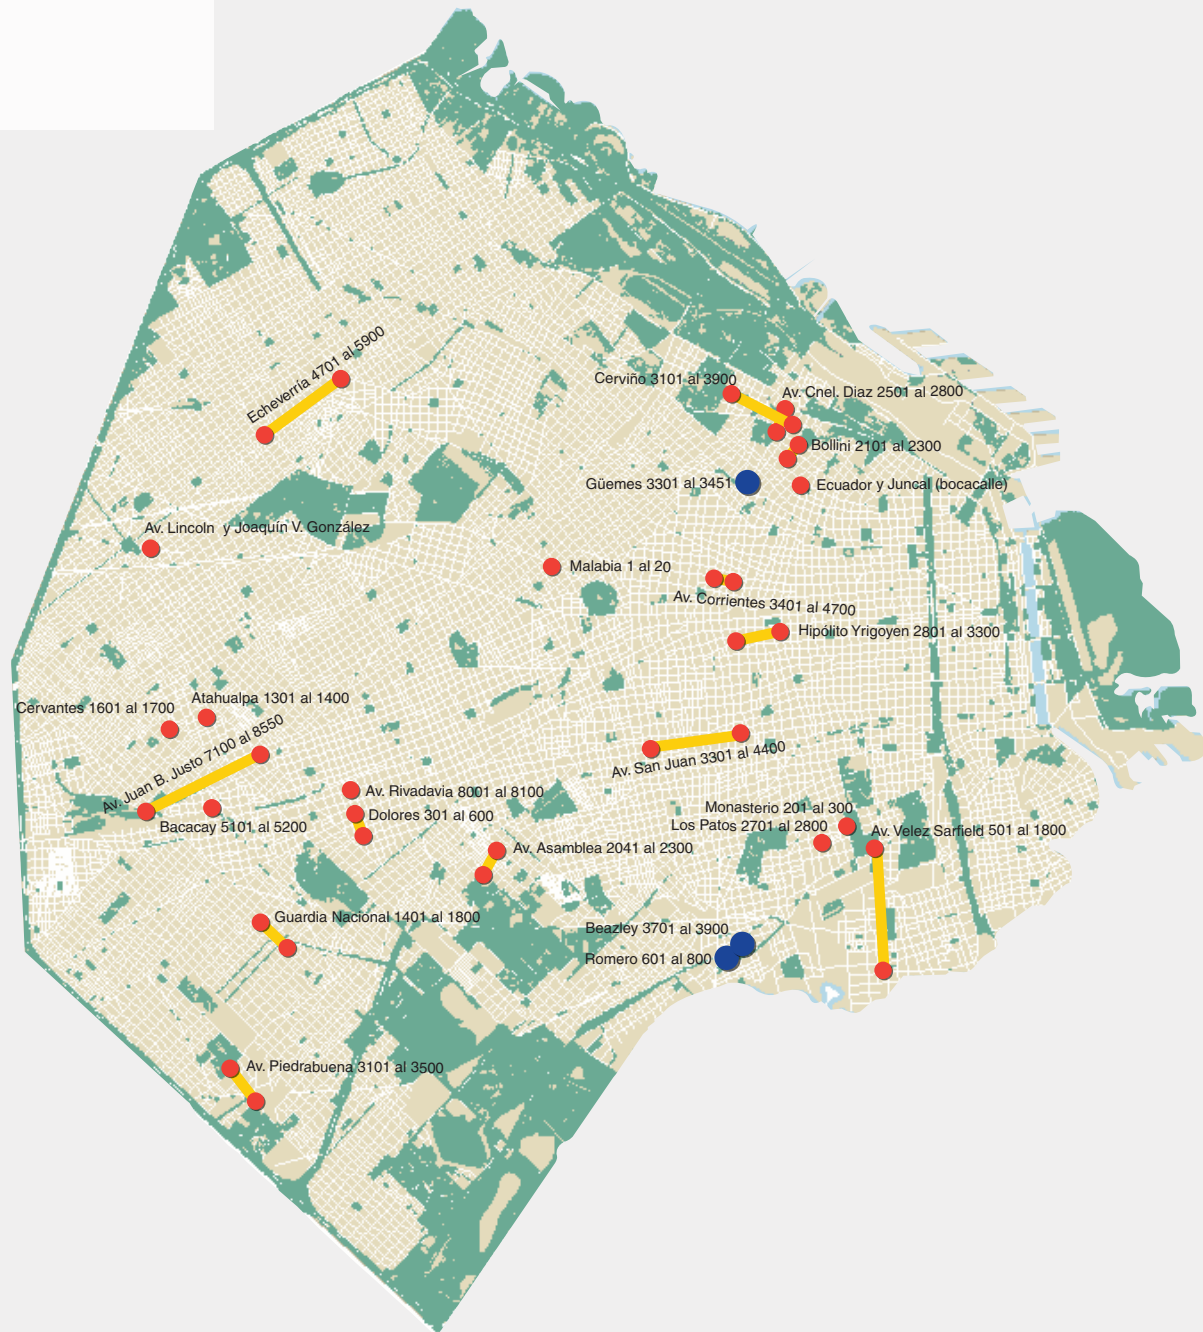 Echeverría 4701 al 5900
Cerviño 3101 al 3900
Av. Cnel. Diaz 2501 al 2800
Bollini 2101 al 2300
Güemes 3301 al 3451
Ecuador y Juncal (bocacalle)
Av. Lincoln y Joaquín V. González
Malabia 1 al 20
Av. Corrientes 3401 al 4700
Hipólito Yrigoyen 2801 al 3300
Atahualpa 1301 al 1400
Cervantes 1601 al 1700
Av. Juan B. Justo 7100 al 8550
Av. San Juan 3301 al 4400
Av. Rivadavia 8001 al 8100
Dolores 301 al 600
Bacacay 5101 al 5200
Monasterio 201 al 300
Los Patos 2701 al 2800
Av. Velez Sarfield 501 al 1800
Av. Asamblea 2041 al 2300
Guardia Nacional 1401 al 1800
Beazley 3701 al 3900
Romero 601 al 800
Av. Piedrabuena 3101 al 3500